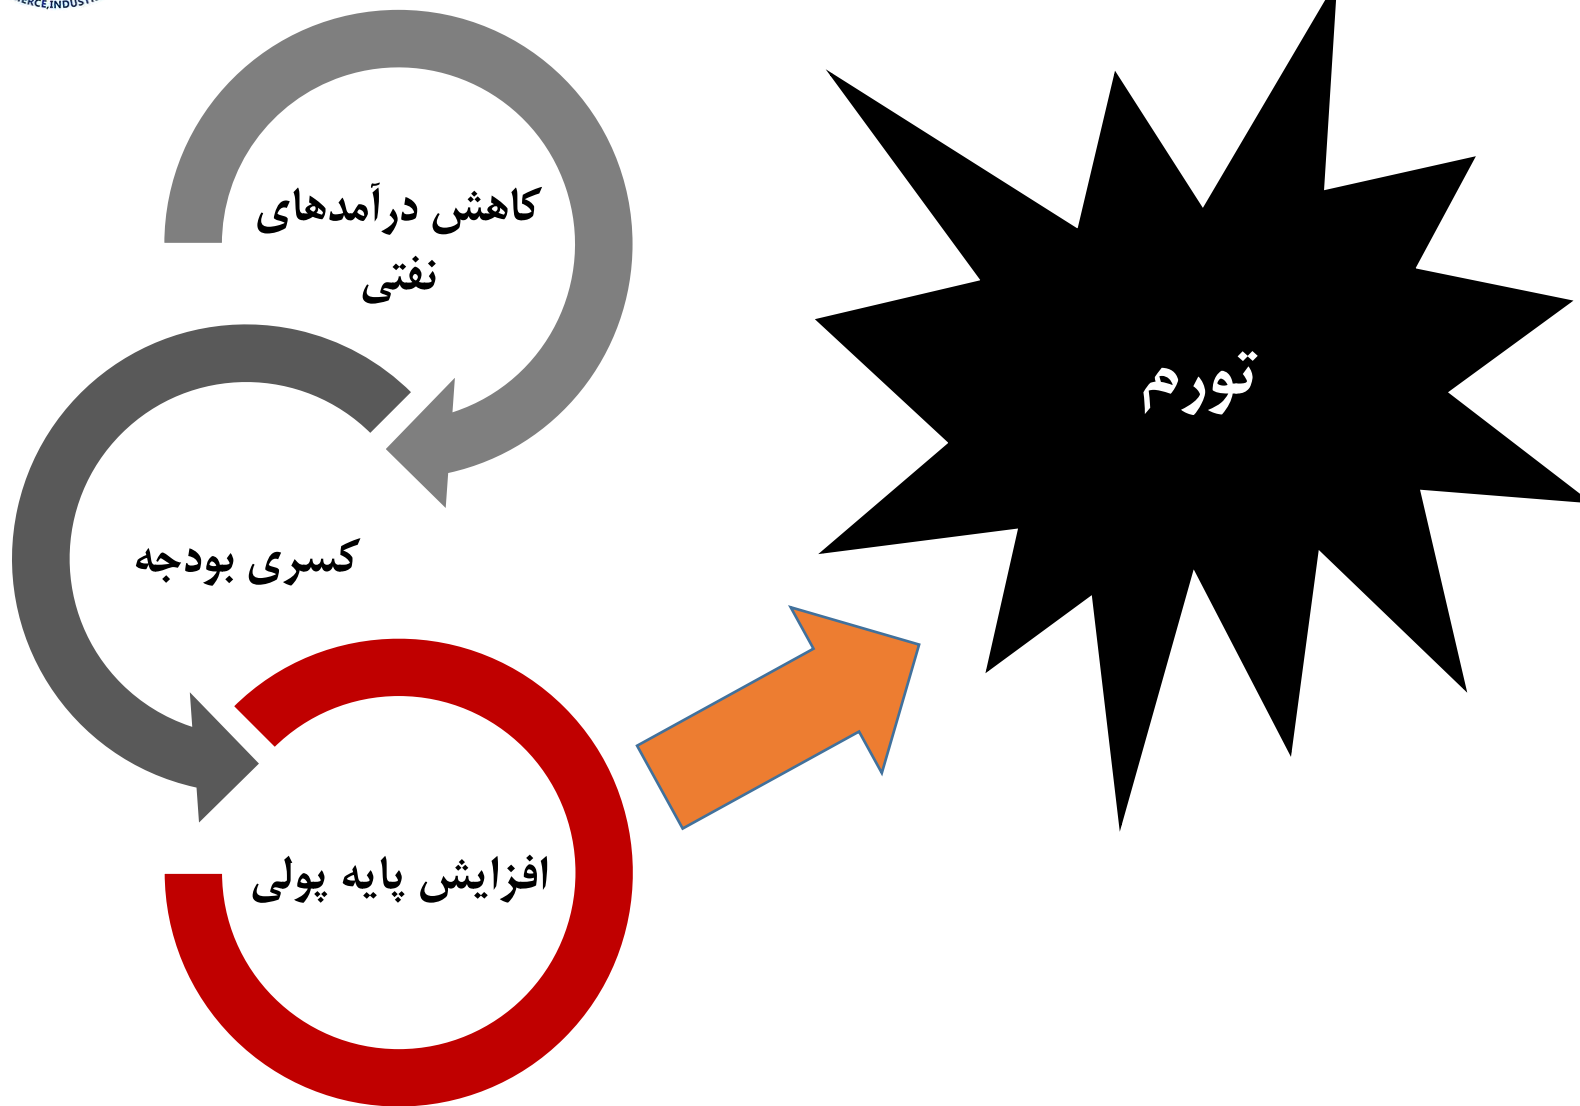 کاهش درآمدهای
نفتی
کسری بودجه
افزایش پایه پولی
تورم